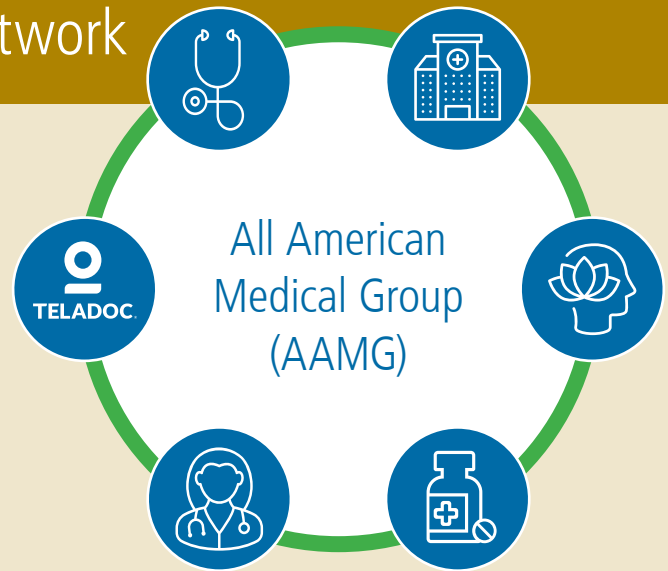 twork
All American
Medical Group
(AAMG)
TELADOC.